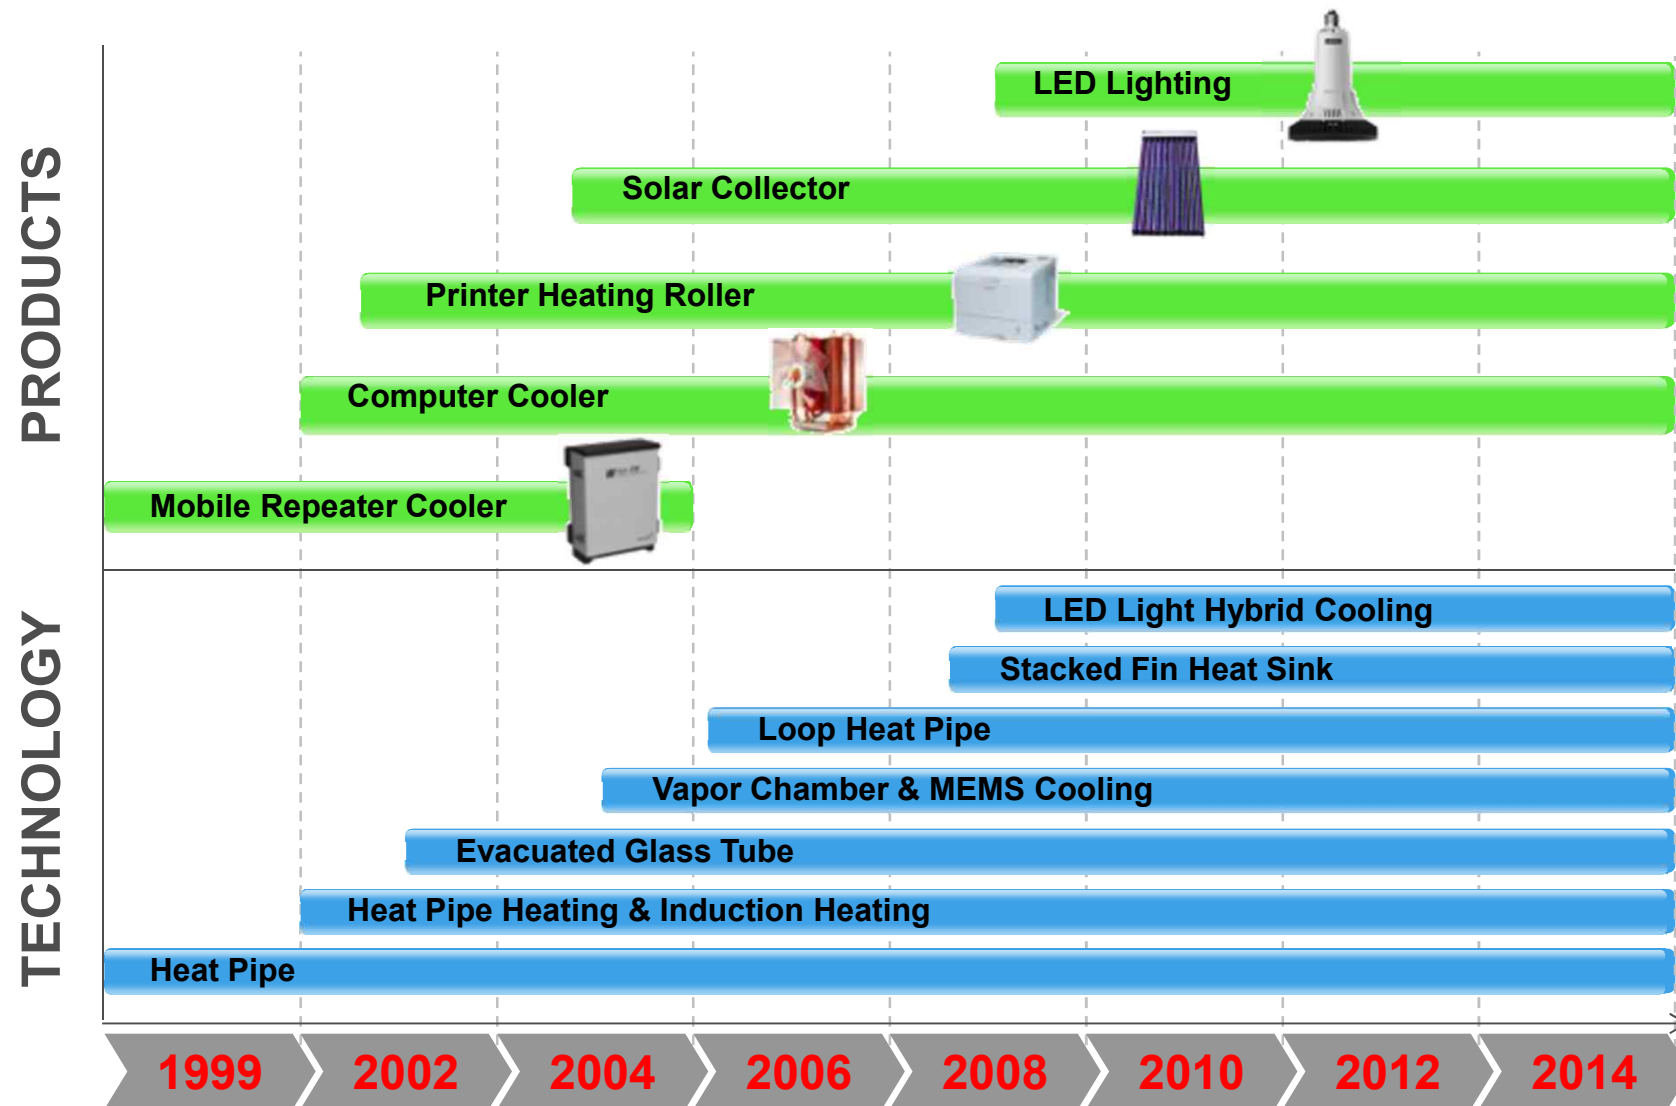 PRODUCTS
LED Lighting
Solar Collector
Printer Heating Roller
Computer Cooler
Mobile Repeater Cooler
TECHNOLOGY
LED Light Hybrid Cooling
Stacked Fin Heat Sink
Loop Heat Pipe
Vapor Chamber & MEMS Cooling
Evacuated Glass Tube
Heat Pipe Heating & Induction Heating
Heat Pipe
1999 2002 2004 2006 2008 2010 2012 2014